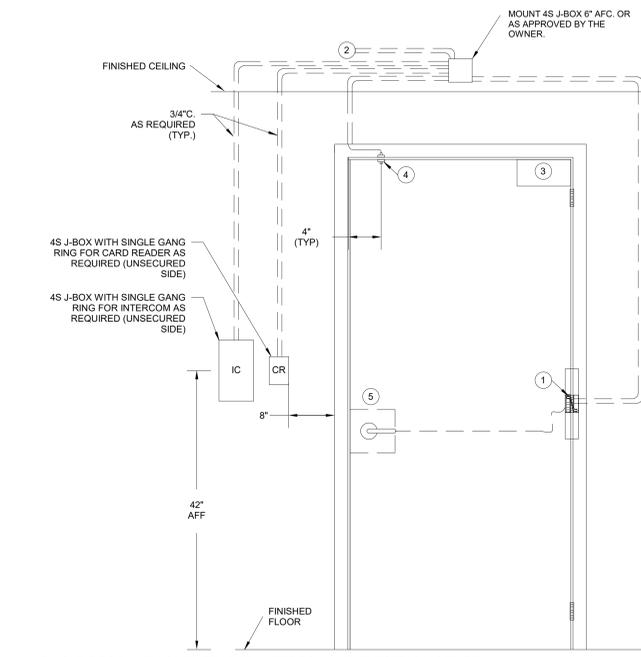 MOUNT 4S J-BOX 6" AFC. OR
AS APPROVED BY THE
OWNER.
2
FINISHED CEILING
3/4"C.
AS REQUIRED
(TYP.)
3
4
4"
(TYP)
4S J-BOX WITH SINGLE GANG
RING FOR CARD READER AS
REQUIRED (UNSECURED
SIDE)
4S J-BOX WITH SINGLE GANG
RING FOR INTERCOM AS
REQUIRED (UNSECURED
SIDE)
IC
CR
1
5
8"
42"
AFF
FINISHED
FLOOR